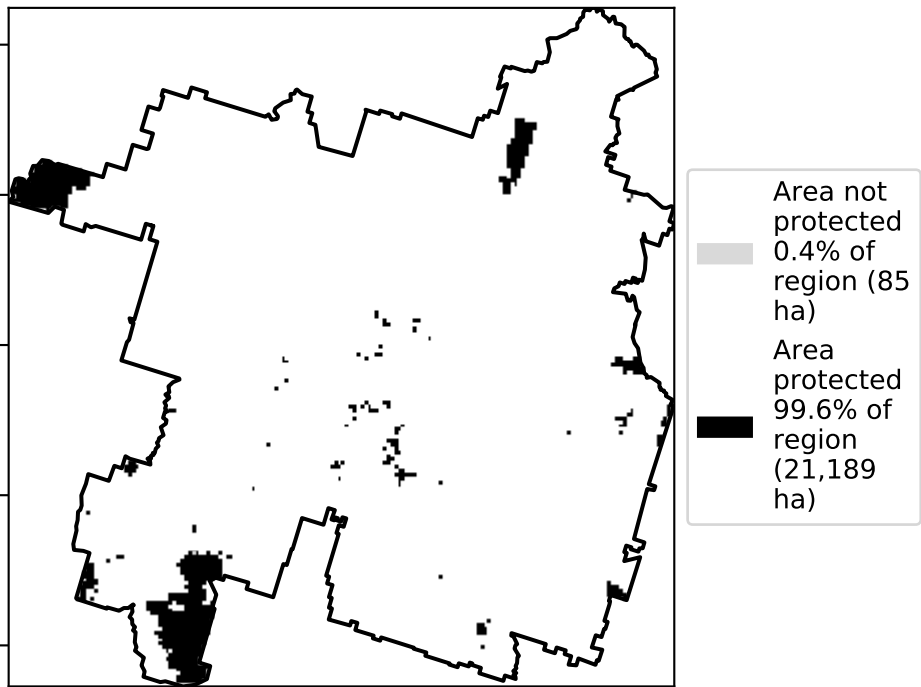 Area not
protected
0.4% of
region (85
ha)
Area
protected
99.6% of
region
(21,189
ha)